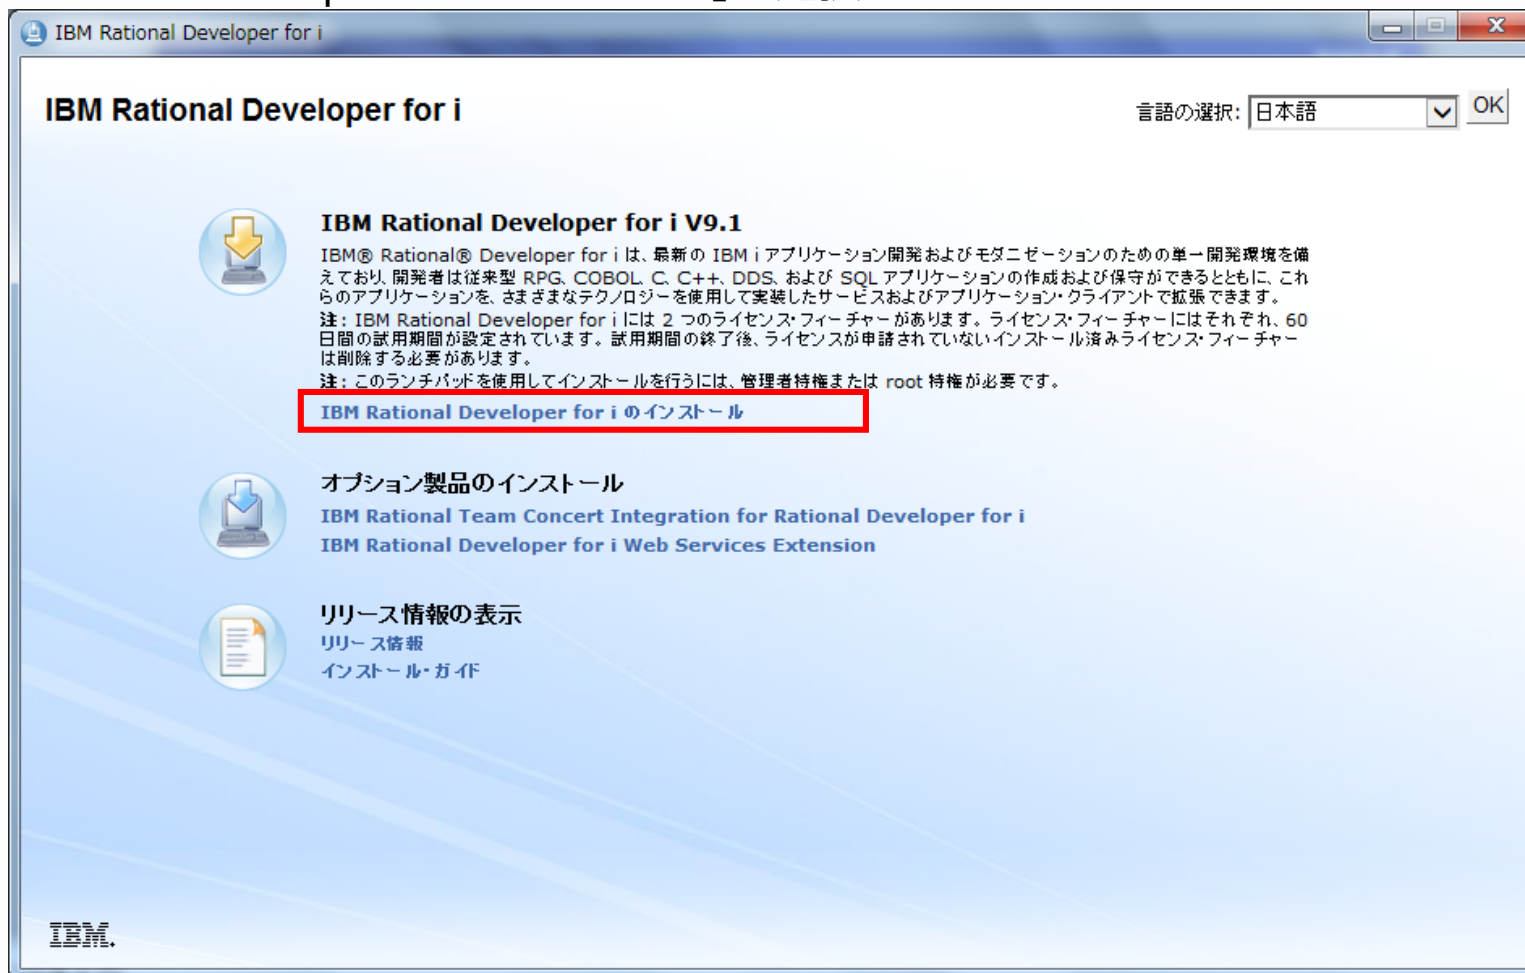 IBM Rational Developer for i
IBM Rational Developer for i
言語の選択: 日本語 OK
IBM Rational Developer for i V9.1
IBM® Rational® Developer for i は、最新の IBM i アプリケーション開発およびモダニゼーションのための単一開発環境を備
えており、開発者は従来型 RPG、COBOL、C、C++、DDS、および SQL アプリケーションの作成および保守ができるとともに、これ
らのアプリケーションを、さまざまなテクノロジーを使用して実装したサービスおよびアプリケーション・クライアントで拡張できます。
注: IBM Rational Developer for i には 2 つのライセンス・フィーチャーがあります。ライセンス・フィーチャーにはそれぞれ、60
日間の試用期間が設定されています。試用期間の終了後、ライセンスが申請されていないインストール済みライセンス・フィーチャー
は削除する必要があります。
注: このランチパッドを使用してインストールを行うには、管理者特権または root 特権が必要です。
IBM Rational Developer for i のインストール
オプション製品のインストール
IBM Rational Team Concert Integration for Rational Developer for i
IBM Rational Developer for i Web Services Extension
リリース情報の表示
リリース情報
インストール・ガイド
IBM.